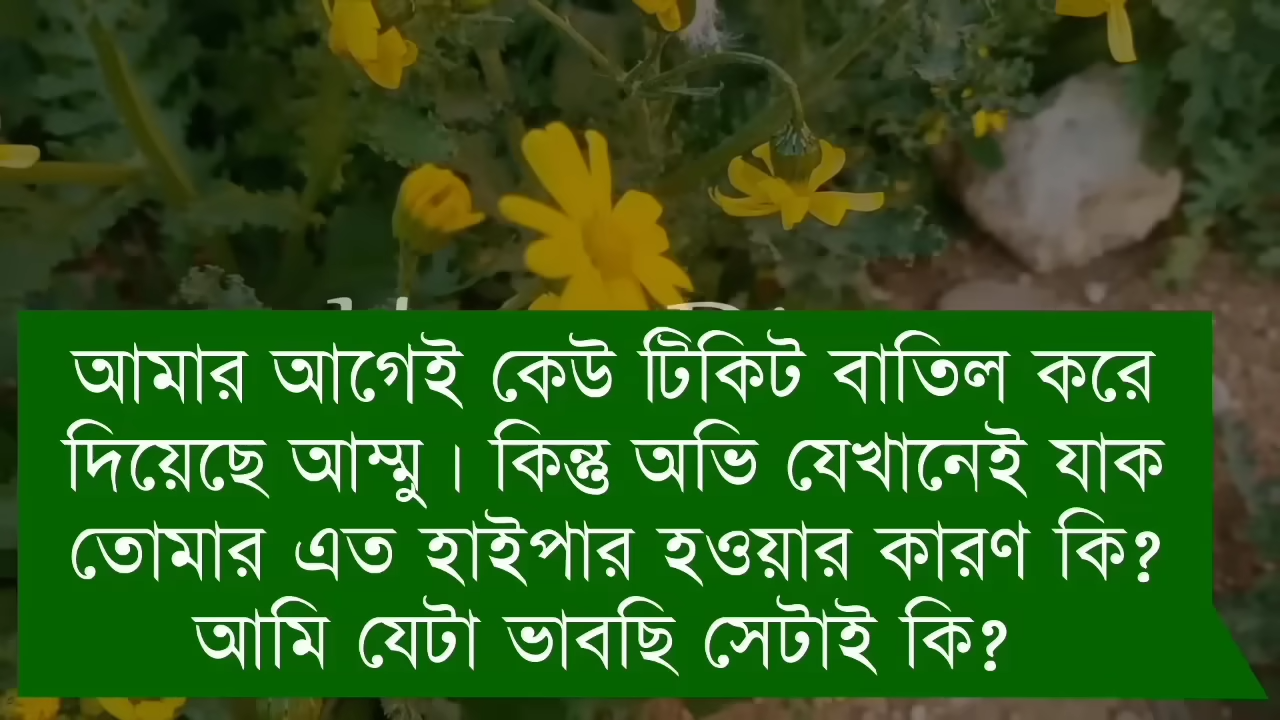 আমার আগেই কেউ টিকিট বাতিল করে
দিয়েছে আম্মু। কিন্তু অভি যেখানেই যাক
তোমার এত হাইপার হওয়ার কারণ কি?
আমি যেটা ভাবছি সেটাই কি?